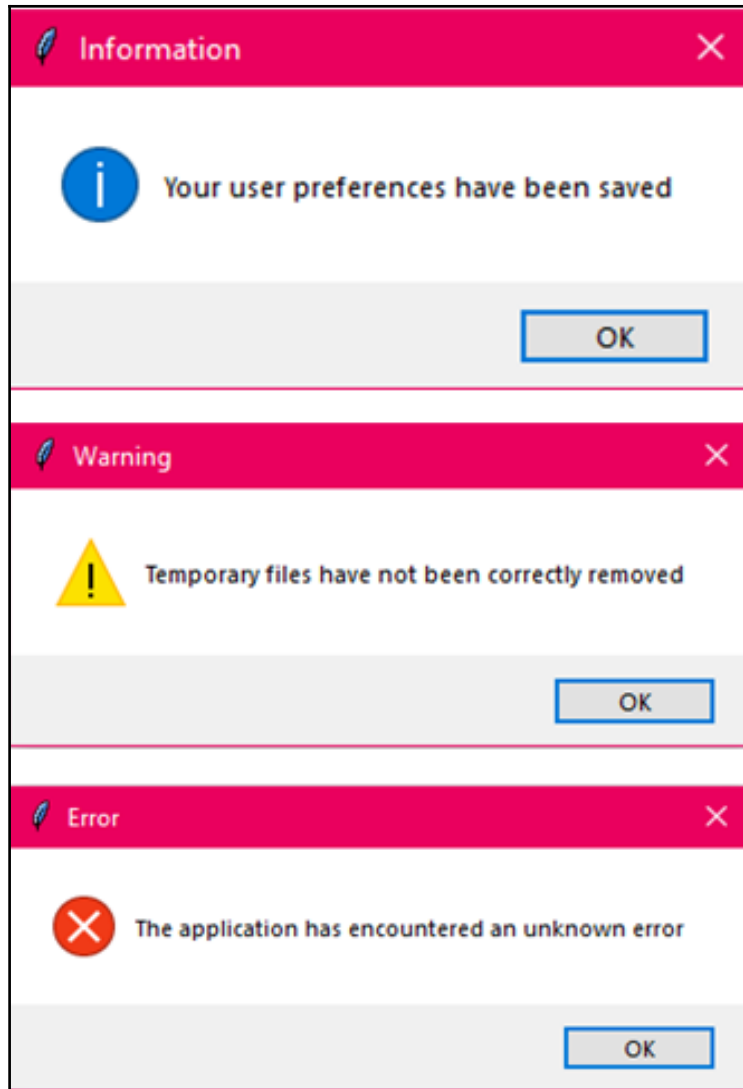 Information
Your user preferences have been saved
OK
Warning
Temporary files have not been correctly removed
OK
Error
The application has encountered an unknown error
OK